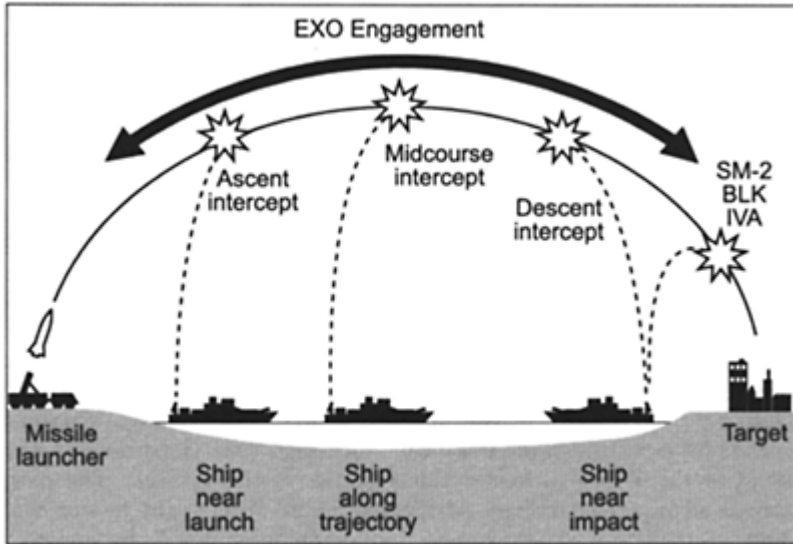 EXO Engagement
Ascent
intercept
Midcourse
intercept
Descent
intercept
SM-2
BLK
IVA
Missile
launcher
Ship
near
launch
Ship
along
trajectory
Ship
near
impact
Target